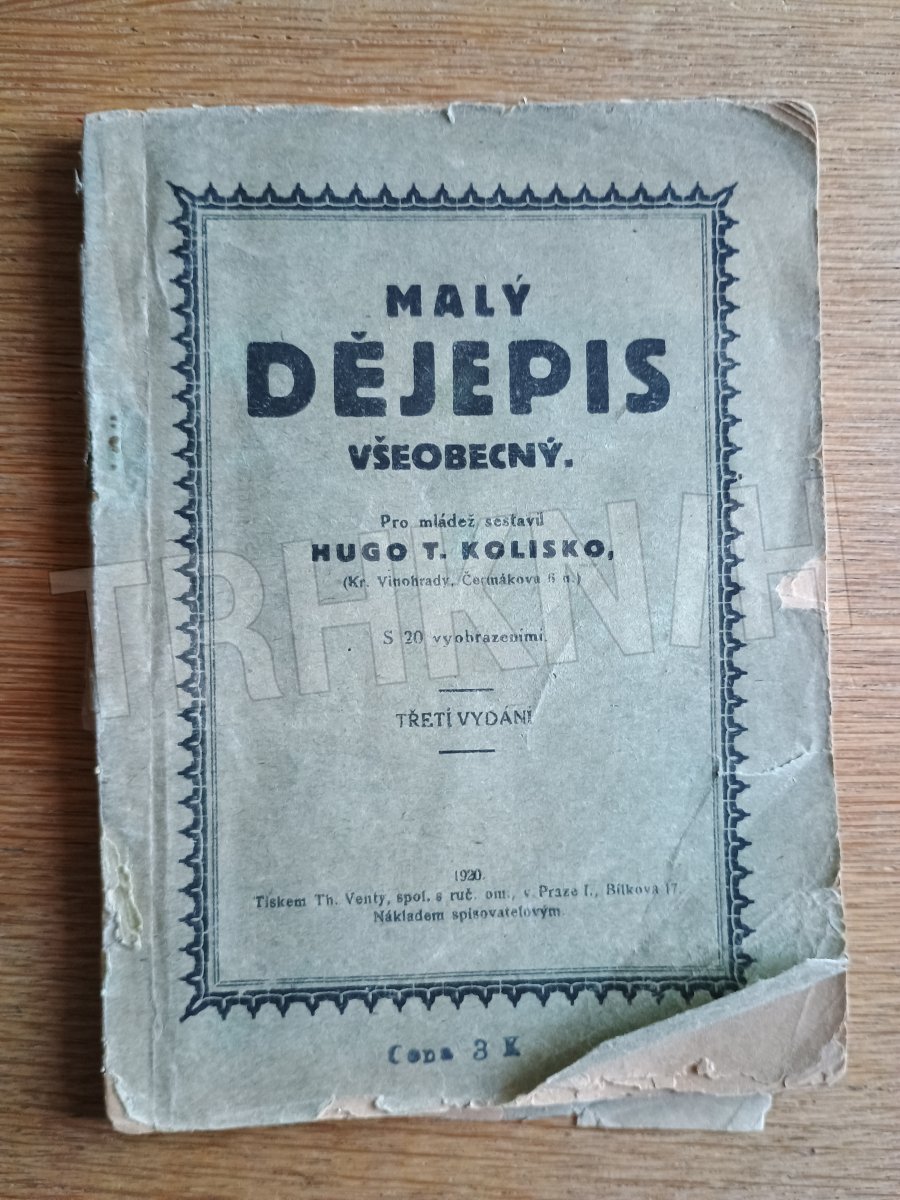 MALÝ
DĚJEPIS
VŠEOBECNÝ.
Pro mládež sestavil
HUGO T. KOLISKO,
(Kr. Vinohrady, Čermákova 6 n.)
S 20 vyobrazeními.
TŘETÍ VYDÁNÍ
1920.
Tiskem Th. Venty, spol. s ruč. om., v Praze I., Bílkova 17.
Nákladem spisovatelovým.
Cena 3 K
TRHKNIH